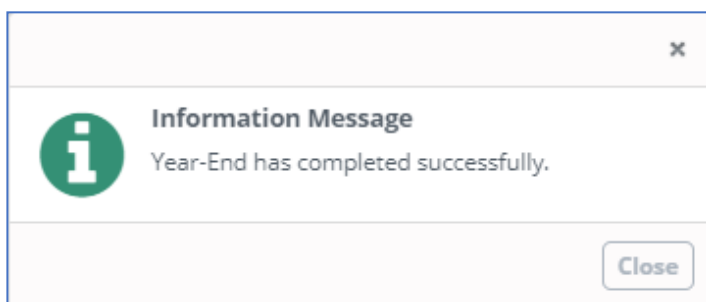 ×
Information Message
Year-End has completed successfully.
Close